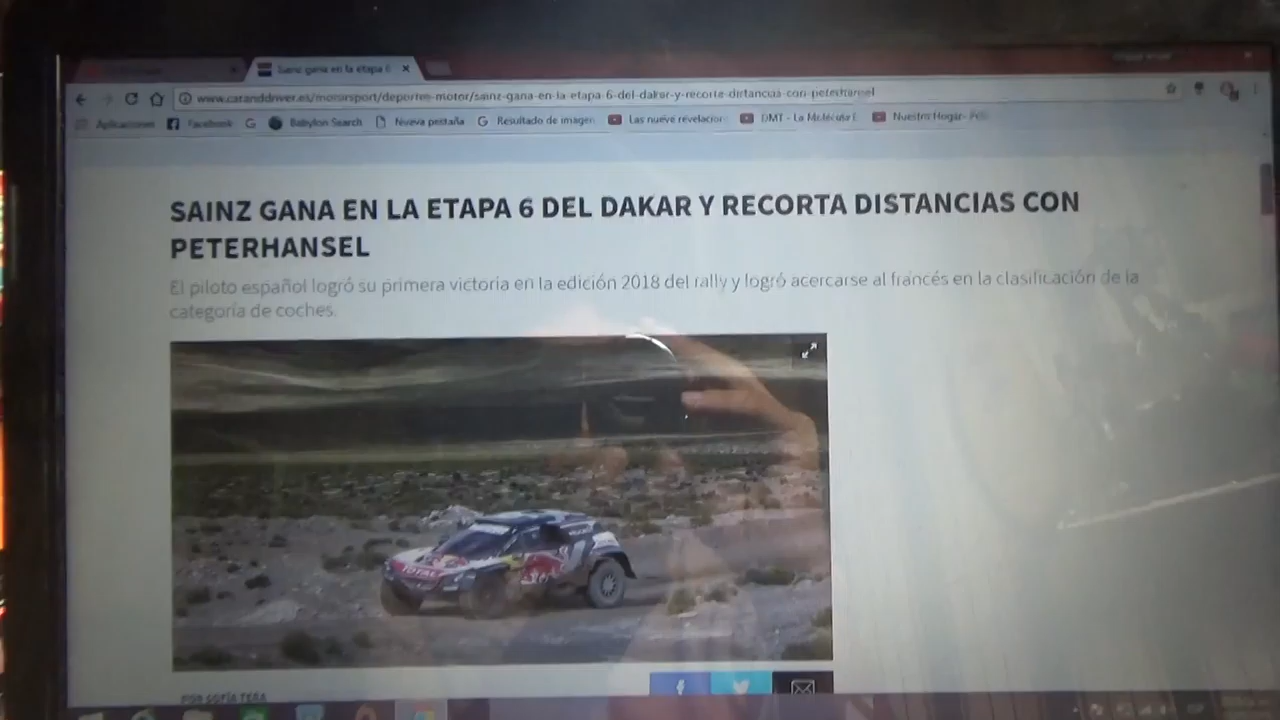 Sainz gana en la etapa 6
www.caranddriver.es/motorsport/deportes-motor/sainz-gana-en-la-etapa-6-del-dakar-y-recorta-distancias-con-peterhansel
Aplicaciones Facebook Babylon Search Nueva pestaña Resultado de imagen Las nueve revelacion DMT - La Molécula Nuestro Hogar-
SAINZ GANA EN LA ETAPA 6 DEL DAKAR Y RECORTA DISTANCIAS CON
PETERHANSEL
El piloto español logró su primera victoria en la edición 2018 del rally y logró acercarse al francés en la clasificación de la
categoría de coches.
TOTAL
POR SOFÍA